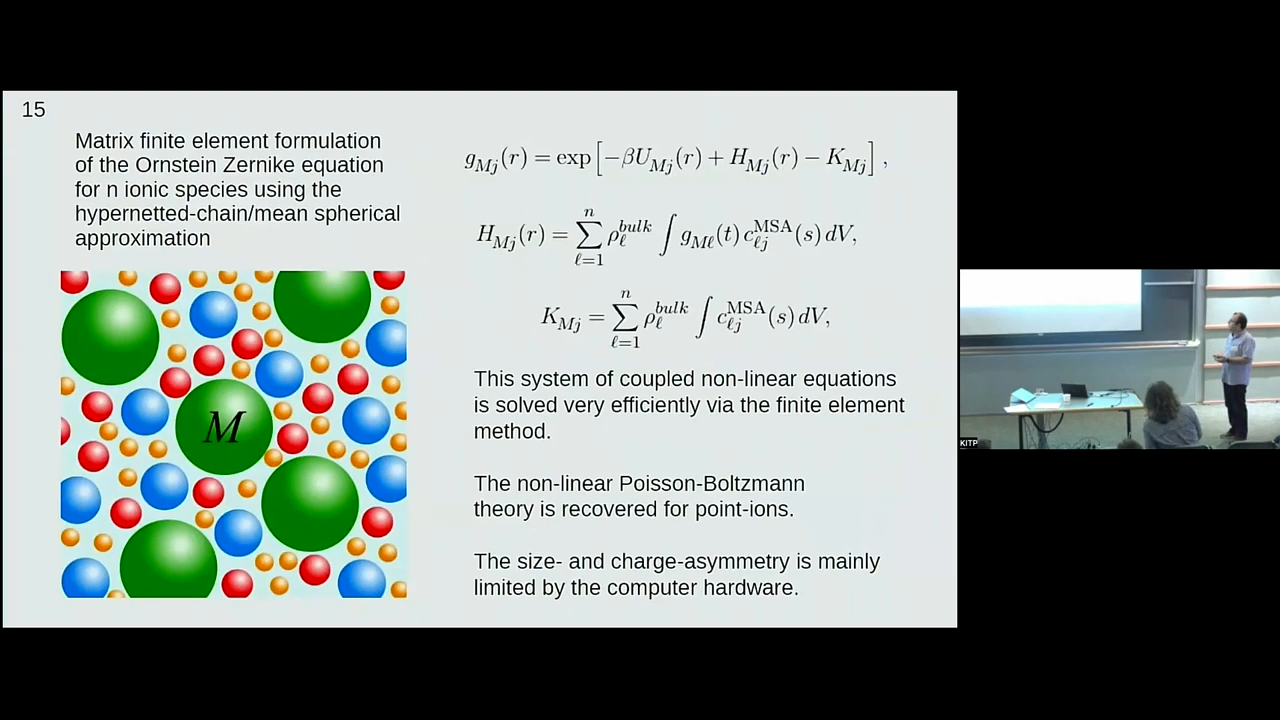 15
Matrix finite element formulation
of the Ornstein Zernike equation
for n ionic species using the
hypernetted-chain/mean spherical
approximation
M
g_{Mj}(r) = exp[−βU_{Mj}(r) + H_{Mj}(r) − K_{Mj}],
H_{Mj}(r) = ∑_{ℓ=1}^{n} ρ_ℓ^{bulk} ∫ g_{Mℓ}(t) c_{ℓj}^{MSA}(s) dV,
K_{Mj} = ∑_{ℓ=1}^{n} ρ_ℓ^{bulk} ∫ c_{ℓj}^{MSA}(s) dV,
This system of coupled non-linear equations
is solved very efficiently via the finite element
method.
The non-linear Poisson-Boltzmann
theory is recovered for point-ions.
The size- and charge-asymmetry is mainly
limited by the computer hardware.
KITP